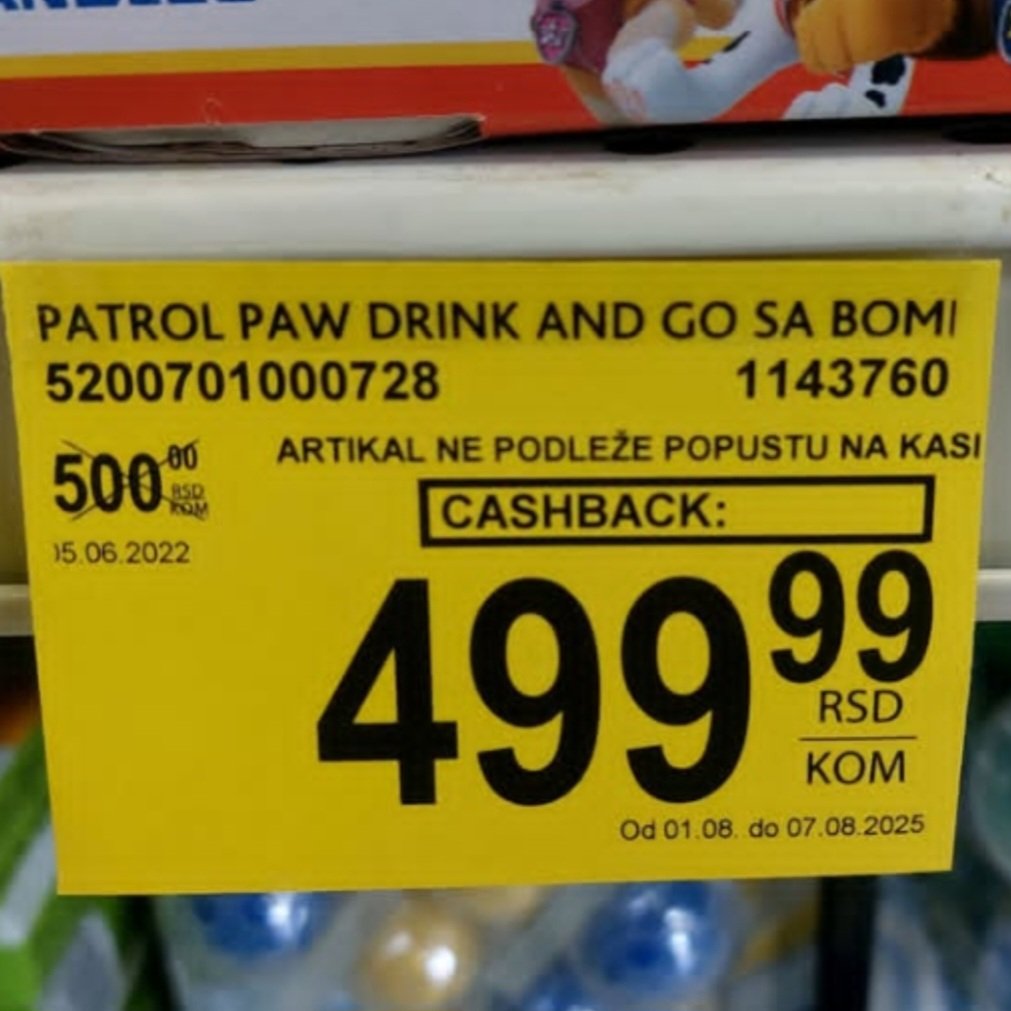 PATROL PAW DRINK AND GO SA BOMI
5200701000728 1143760
500 00 RSD KOM
ARTIKAL NE PODLEŽE POPUSTU NA KASI
CASHBACK:
05.06.2022
499 99
RSD
KOM
Od 01.08. do 07.08.2025